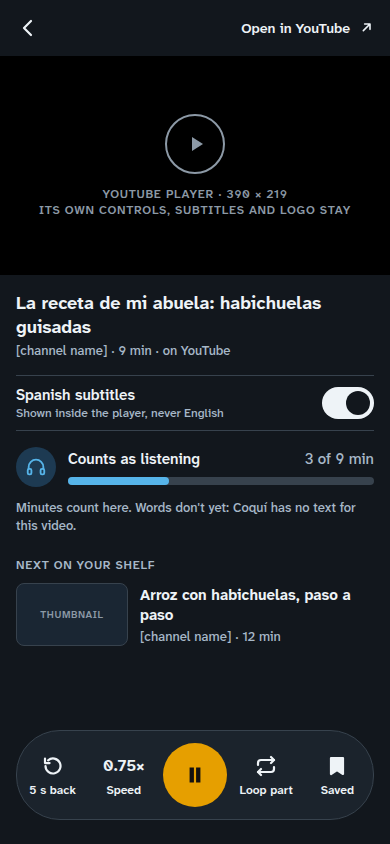 Open in YouTube
YOUTUBE PLAYER · 390 × 219
ITS OWN CONTROLS, SUBTITLES AND LOGO STAY
La receta de mi abuela: habichuelas
guisadas
[channel name] · 9 min · on YouTube
Spanish subtitles
Shown inside the player, never English
Counts as listening
3 of 9 min
Minutes count here. Words don't yet: Coquí has no text for
this video.
NEXT ON YOUR SHELF
THUMBNAIL
Arroz con habichuelas, paso a
paso
[channel name] · 12 min
0.75×
5 s back
Speed
Loop part
Saved